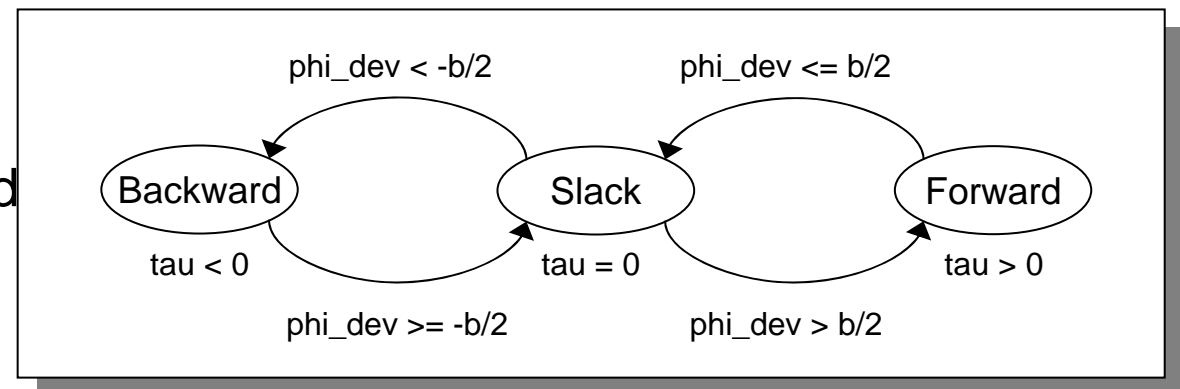 phi_dev < -b/2
phi_dev <= b/2
d
Backward
Slack
Forward
tau < 0
tau = 0
tau > 0
phi_dev >= -b/2
phi_dev > b/2